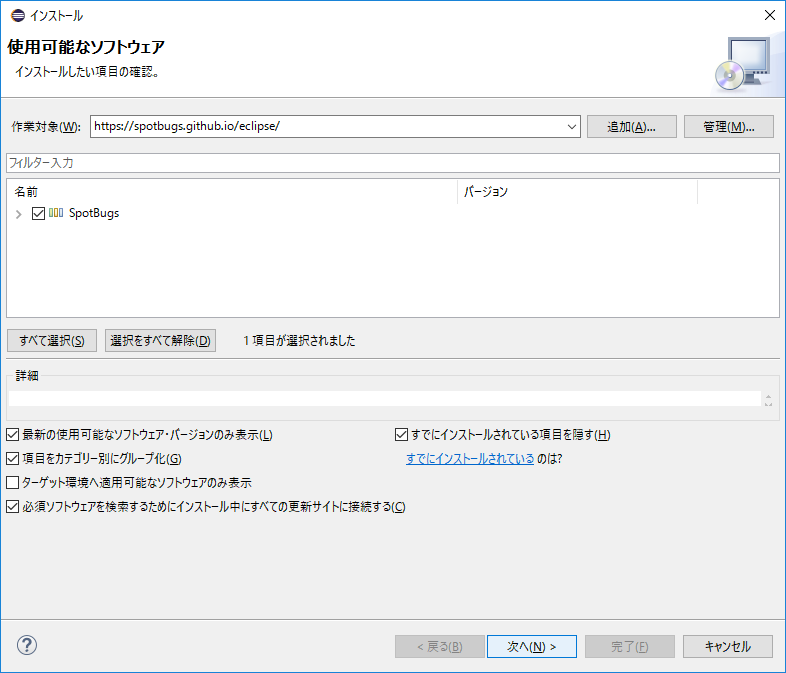 インストール
使用可能なソフトウェア
インストールしたい項目の確認。
作業対象(W): https://spotbugs.github.io/eclipse/ 追加(A)... 管理(M)...
フィルター入力
名前 バージョン
SpotBugs
すべて選択(S) 選択をすべて解除(D) 1 項目が選択されました
詳細
最新の使用可能なソフトウェア・バージョンのみ表示(L) すでにインストールされている項目を隠す(H)
項目をカテゴリー別にグループ化(G) すでにインストールされている のは?
ターゲット環境へ適用可能なソフトウェアのみ表示
必須ソフトウェアを検索するためにインストール中にすべての更新サイトに接続する(C)
? < 戻る(B) 次へ(N) > 完了(F) キャンセル